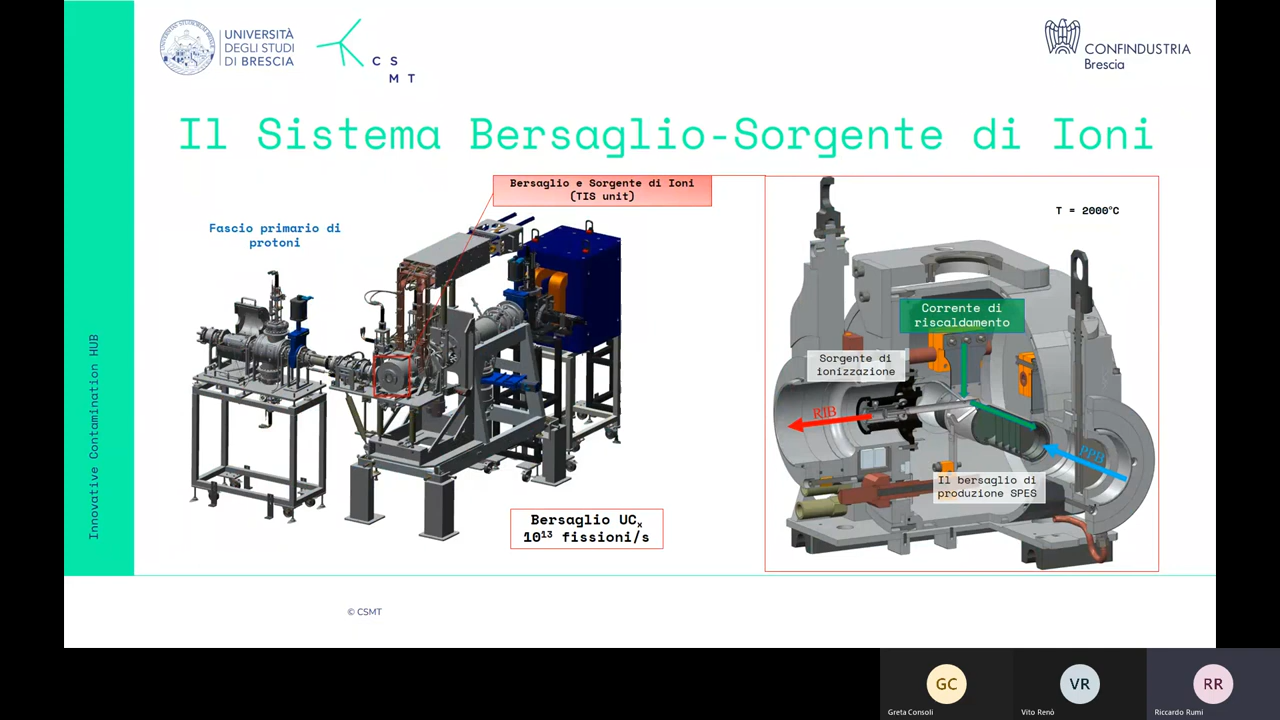 UNIVERSITÀ
DEGLI STUDI
DI BRESCIA
C S
M T
CONFINDUSTRIA
Brescia
Il Sistema Bersaglio-Sorgente di Ioni
Bersaglio e Sorgente di Ioni
(TIS unit)
Fascio primario di
protoni
T = 2000°C
Corrente di
riscaldamento
Sorgente di
ionizzazione
RIB
PPB
Il bersaglio di
produzione SPES
Bersaglio UCₓ
10¹³ fissioni/s
Innovative Contamination HUB
© CSMT
GC
VR
RR
Greta Consoli
Vito Renò
Riccardo Rumi